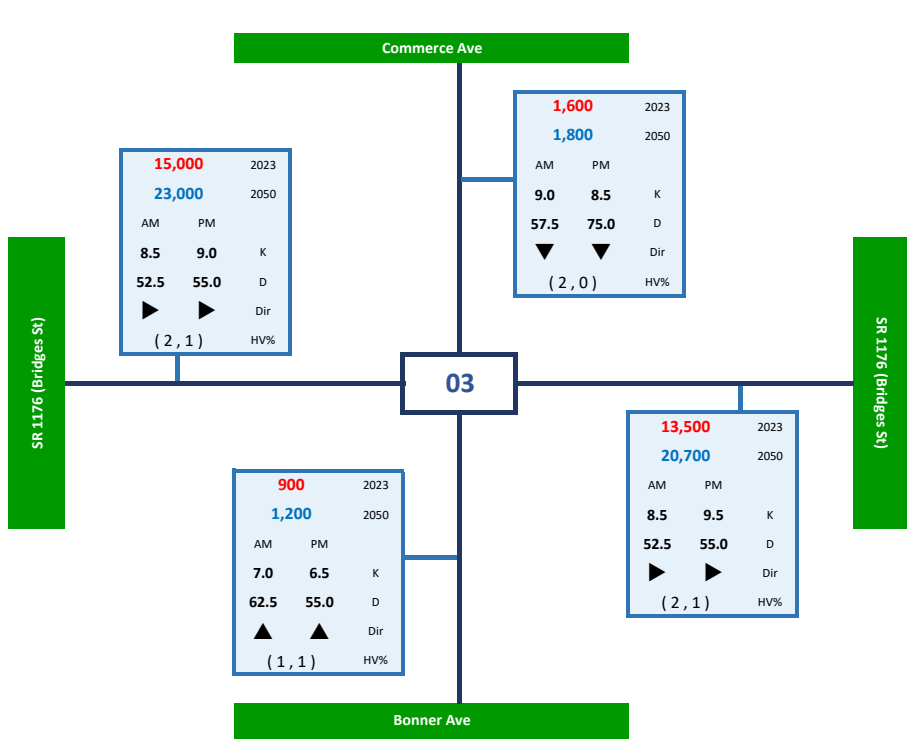 Commerce Ave
1,600 2023
1,800 2050
AM PM
9.0 8.5 K
57.5 75.0 D
▼ ▼ Dir
( 2 , 0 ) HV%
15,000 2023
23,000 2050
AM PM
8.5 9.0 K
52.5 55.0 D
▶ ▶ Dir
( 2 , 1 ) HV%
SR 1176 (Bridges St)
03
SR 1176 (Bridges St)
13,500 2023
20,700 2050
AM PM
8.5 9.5 K
52.5 55.0 D
▶ ▶ Dir
( 2 , 1 ) HV%
900 2023
1,200 2050
AM PM
7.0 6.5 K
62.5 55.0 D
▲ ▲ Dir
( 1 , 1 ) HV%
Bonner Ave